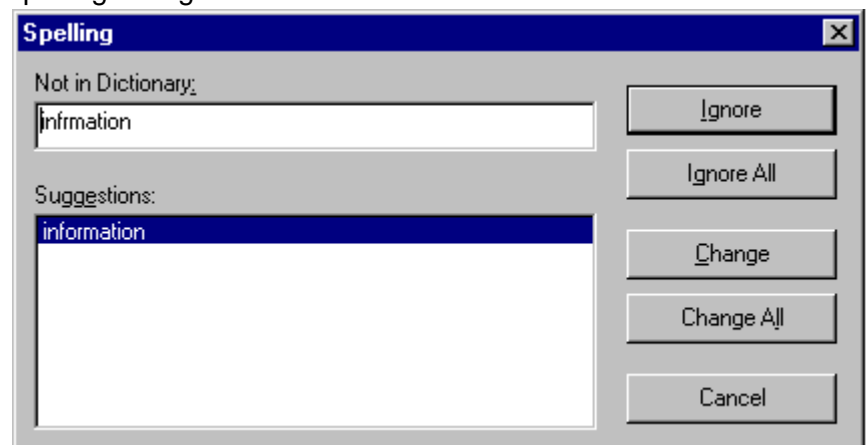 Spelling
Not in Dictionary:
infrmation
Suggestions:
information
Ignore
Ignore All
Change
Change All
Cancel